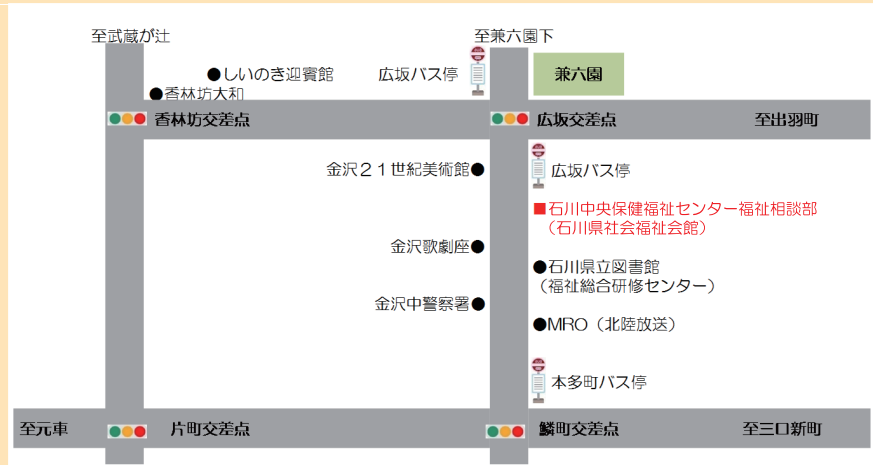 至武蔵が辻
至兼六園下
●しいのき迎賓館
広坂バス停
兼六園
●香林坊大和
香林坊交差点
広坂交差点
至出羽町
金沢21世紀美術館●
広坂バス停
■石川中央保健福祉センター福祉相談部
（石川県社会福祉会館）
金沢歌劇座●
●石川県立図書館
（福祉総合研修センター）
金沢中警察署●
●MRO（北陸放送）
本多町バス停
至元車
片町交差点
鱗町交差点
至三口新町